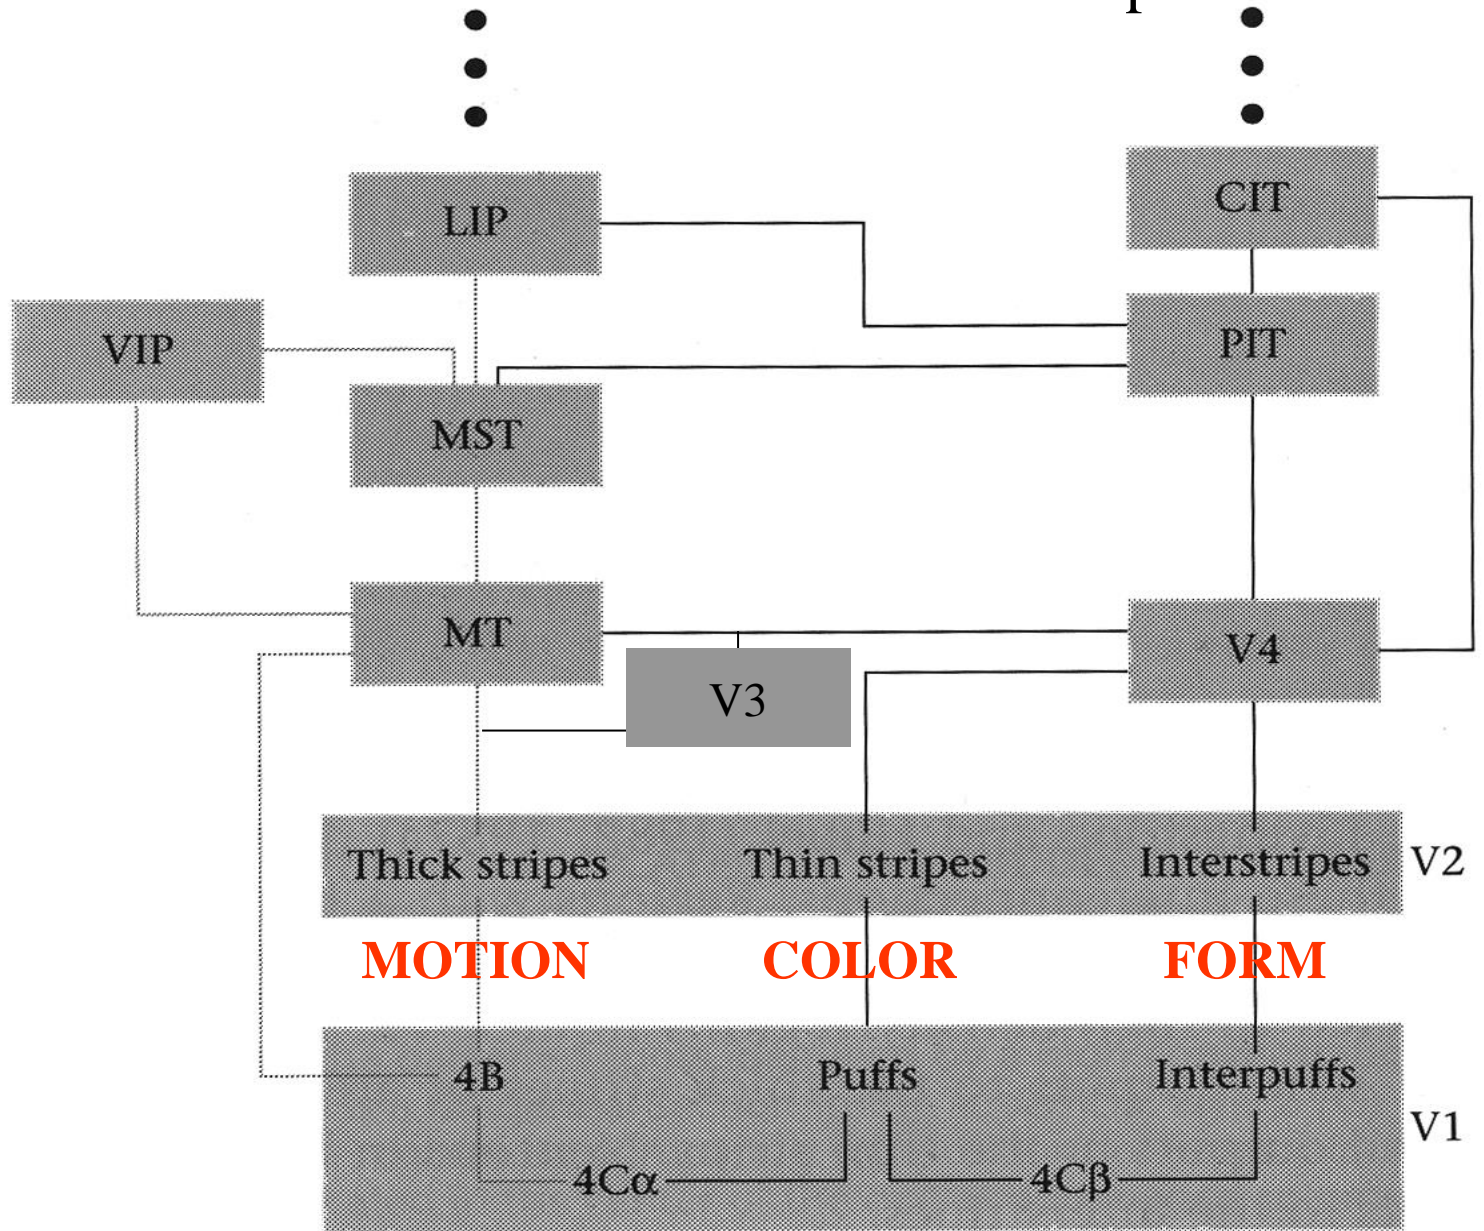 CIT
LIP
PIT
VIP
MST
MT
V4
V3
Thick stripes Thin stripes Interstripes V2
MOTION COLOR FORM
4B Puffs Interpuffs
V1
4Cα 4Cβ